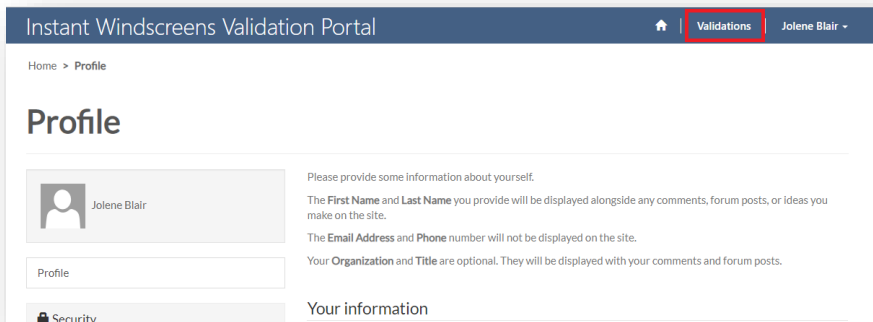 Instant Windscreens Validation Portal
Validations
Jolene Blair
Home > Profile
Profile
Jolene Blair
Profile
Security
Please provide some information about yourself.
The First Name and Last Name you provide will be displayed alongside any comments, forum posts, or ideas you
make on the site.
The Email Address and Phone number will not be displayed on the site.
Your Organization and Title are optional. They will be displayed with your comments and forum posts.
Your information